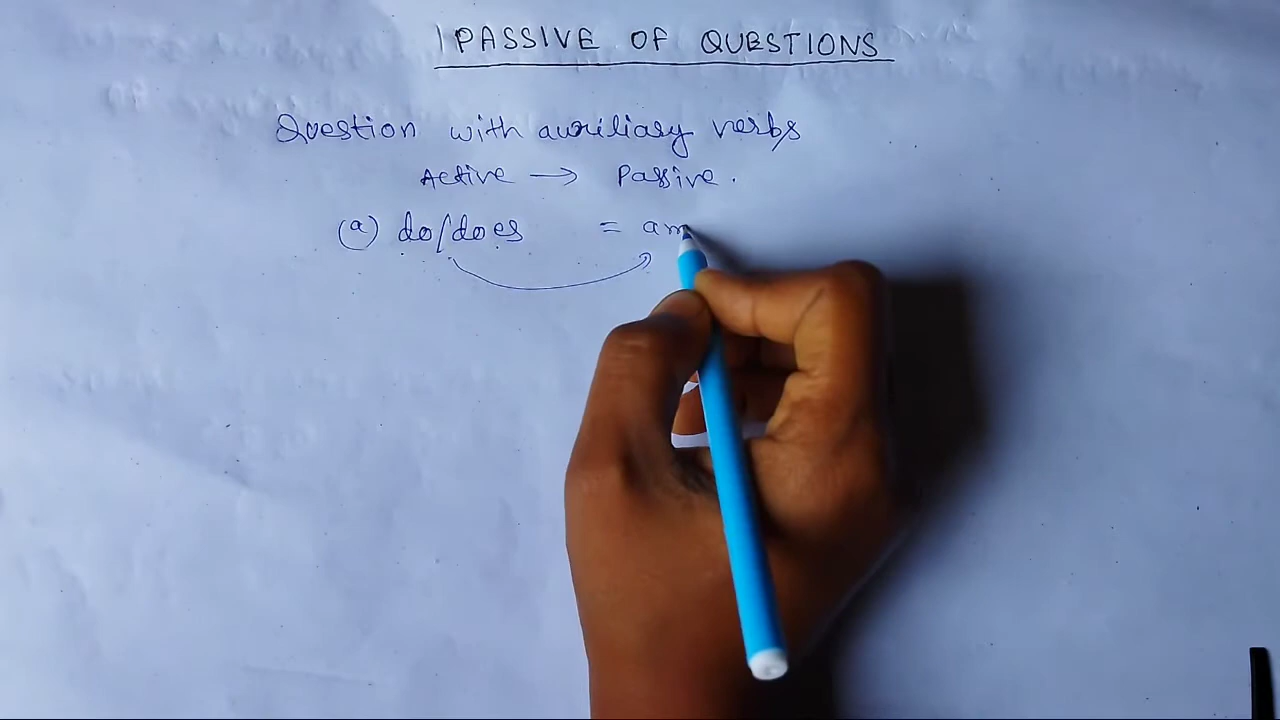 PASSIVE OF QUESTIONS
Question with auxiliary verbs
Active → Passive.
(a) do/does = am